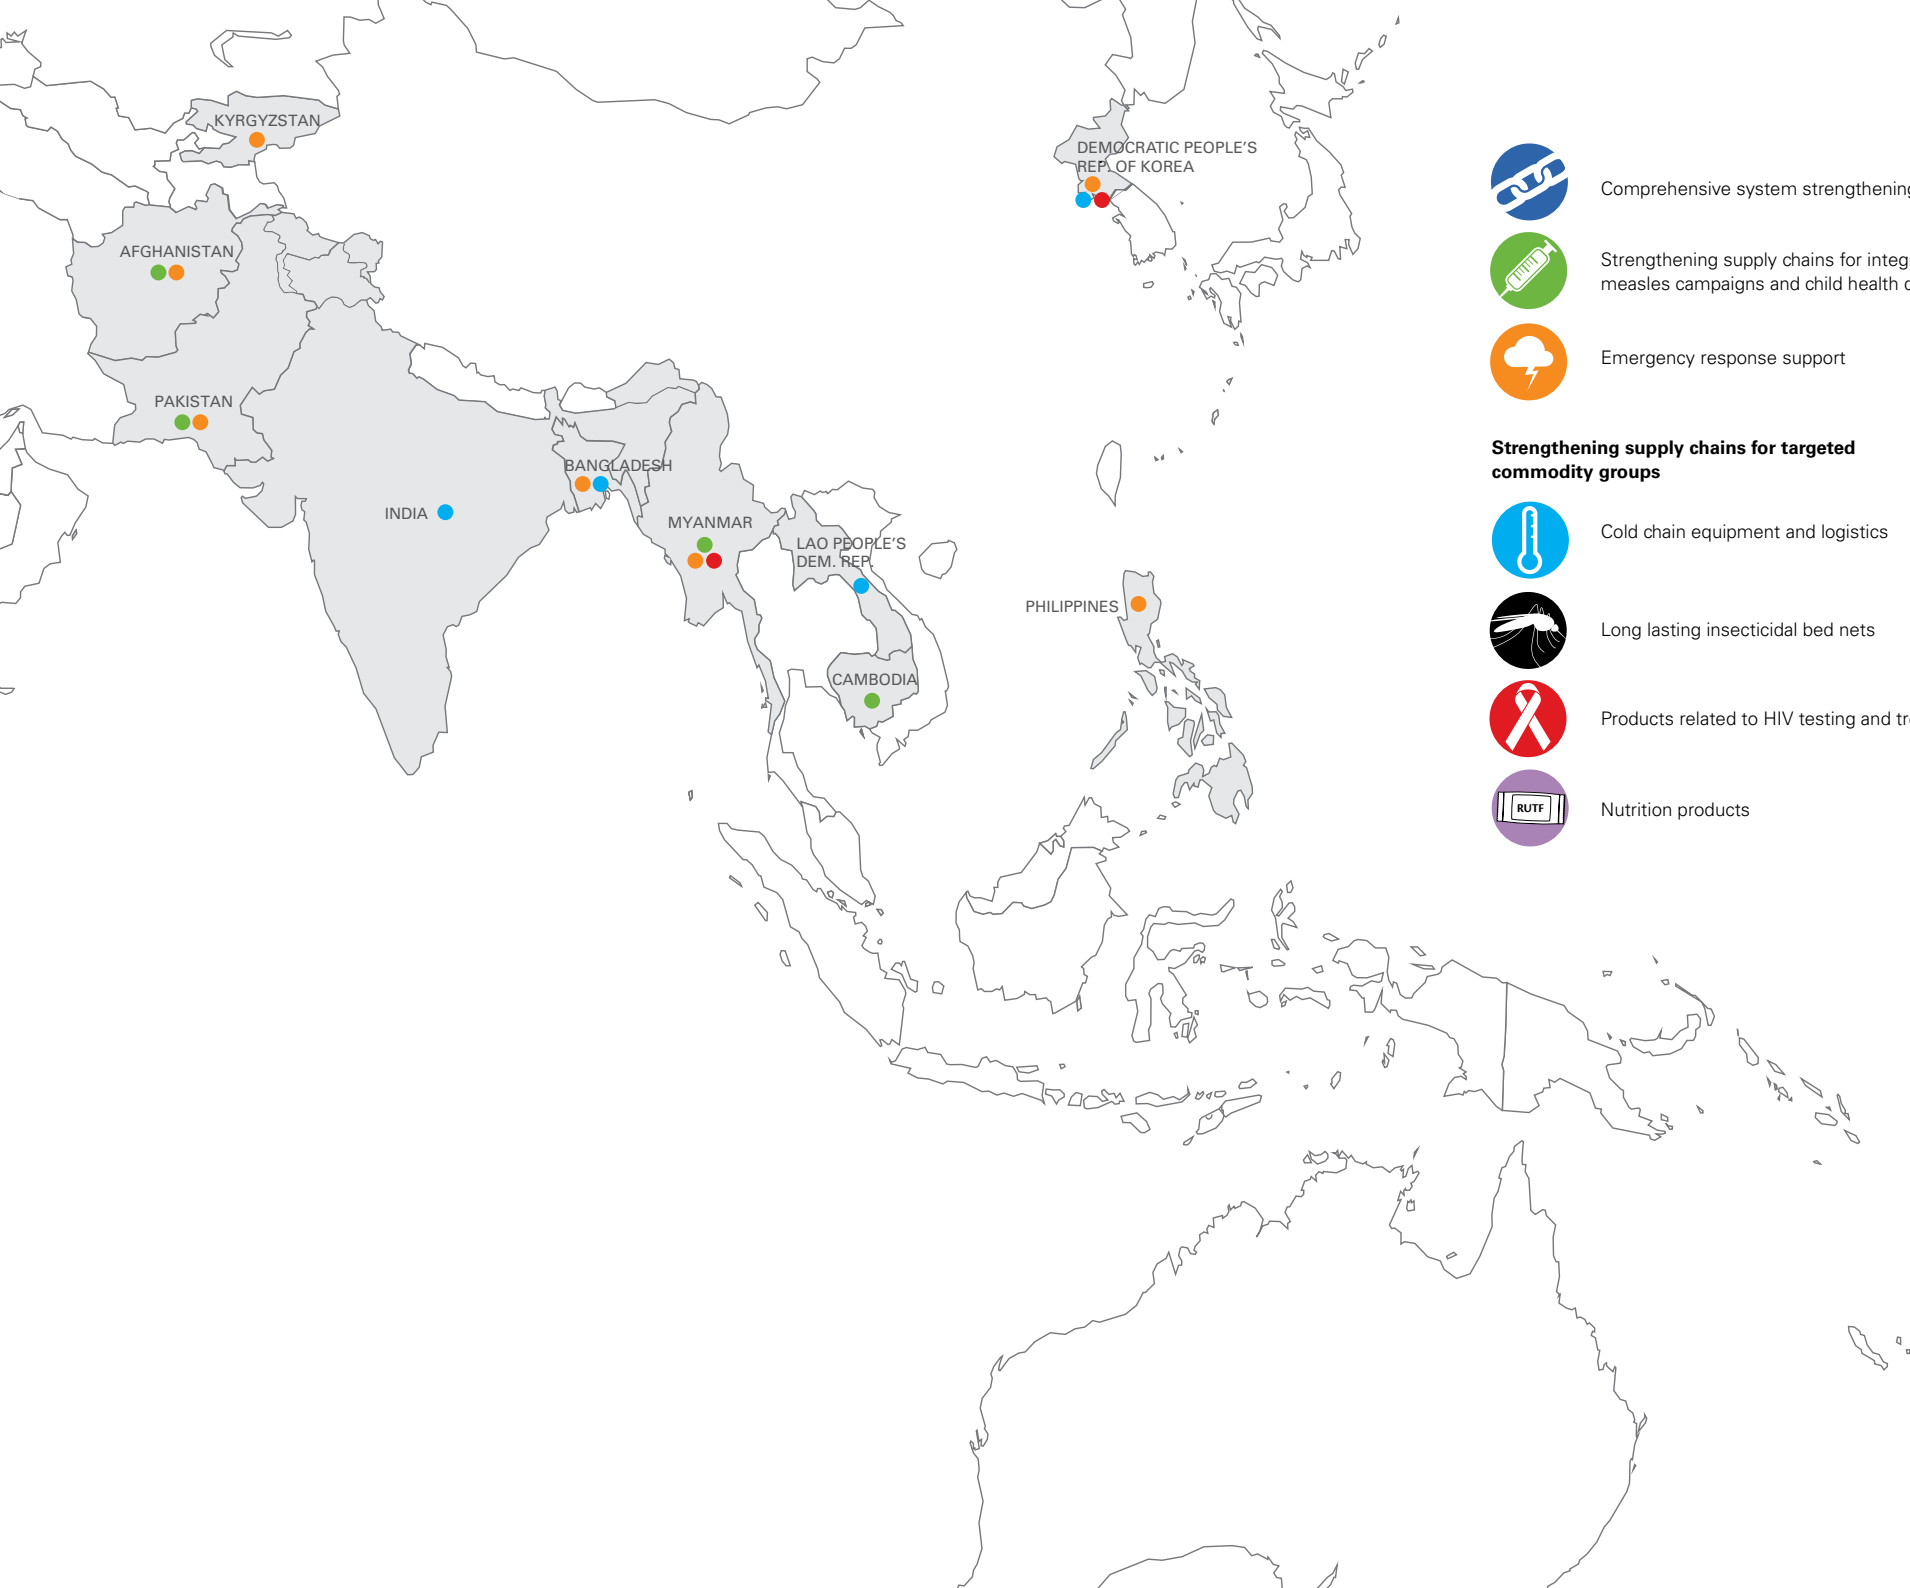 KYRGYZSTAN
DEMOCRATIC PEOPLE'S
REP. OF KOREA
AFGHANISTAN
PAKISTAN
BANGLADESH
INDIA
MYANMAR
LAO PEOPLE'S
DEM. REP.
PHILIPPINES
CAMBODIA
Comprehensive system strengthening
Strengthening supply chains for
measles campaigns and child health
Emergency response support
Strengthening supply chains for targeted
commodity groups
Cold chain equipment and logistics
Long lasting insecticidal bed nets
Products related to HIV testing and
RUTF
Nutrition products